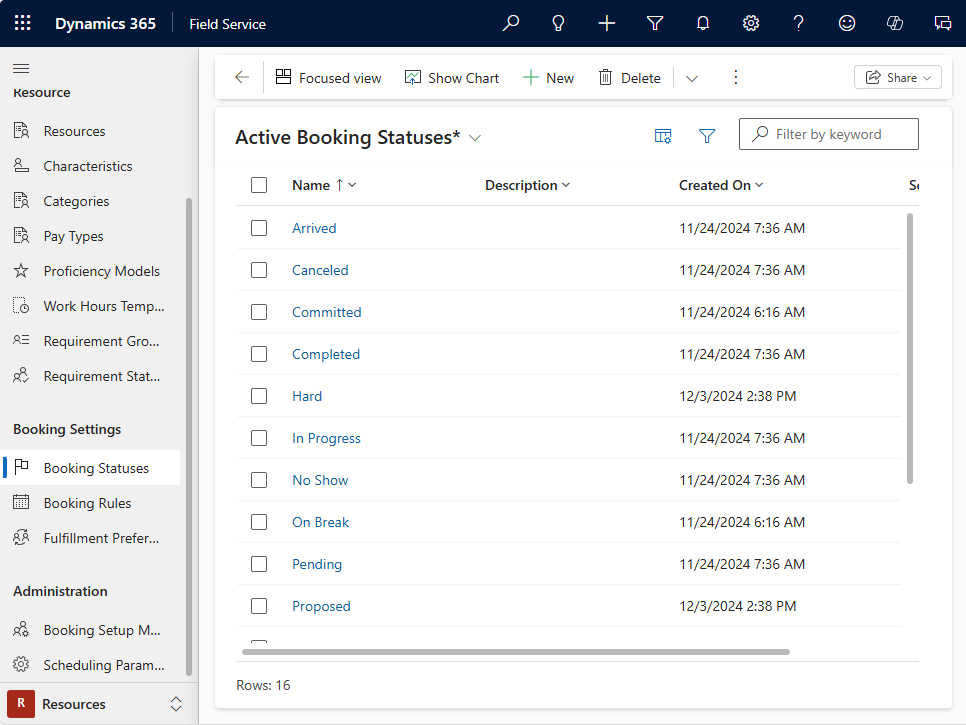 Dynamics 365 Field Service
Resource
Resources
Characteristics
Categories
Pay Types
Proficiency Models
Work Hours Temp...
Requirement Gro...
Requirement Stat...
Booking Settings
Booking Statuses
Booking Rules
Fulfillment Prefer...
Administration
Booking Setup M...
Scheduling Param...
R Resources
Focused view Show Chart New Delete Share
Active Booking Statuses*
Filter by keyword
Name Description Created On
Arrived 11/24/2024 7:36 AM
Canceled 11/24/2024 7:36 AM
Committed 11/24/2024 6:16 AM
Completed 11/24/2024 7:36 AM
Hard 12/3/2024 2:38 PM
In Progress 11/24/2024 7:36 AM
No Show 11/24/2024 7:36 AM
On Break 11/24/2024 6:16 AM
Pending 11/24/2024 7:36 AM
Proposed 12/3/2024 2:38 PM
Rows: 16